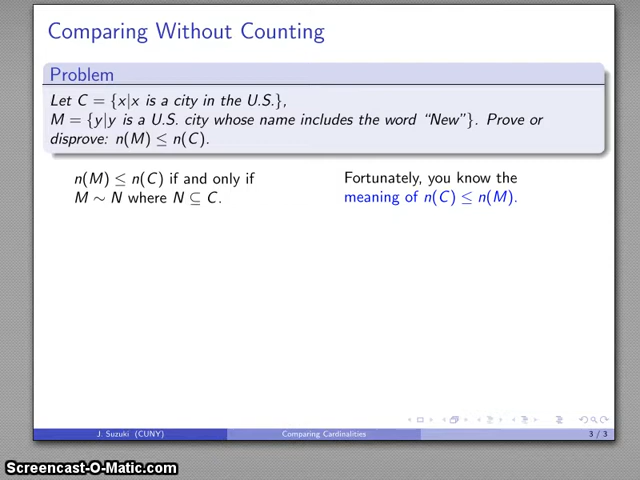 Comparing Without Counting
Problem
Let C = {x|x is a city in the U.S.},
M = {y|y is a U.S. city whose name includes the word “New”}. Prove or
disprove: n(M) ≤ n(C).
n(M) ≤ n(C) if and only if
M ∼ N where N ⊆ C.
Fortunately, you know the
meaning of n(C) ≤ n(M).
J. Suzuki (CUNY)
Comparing Cardinalities
3 / 3
Screencast-O-Matic.com